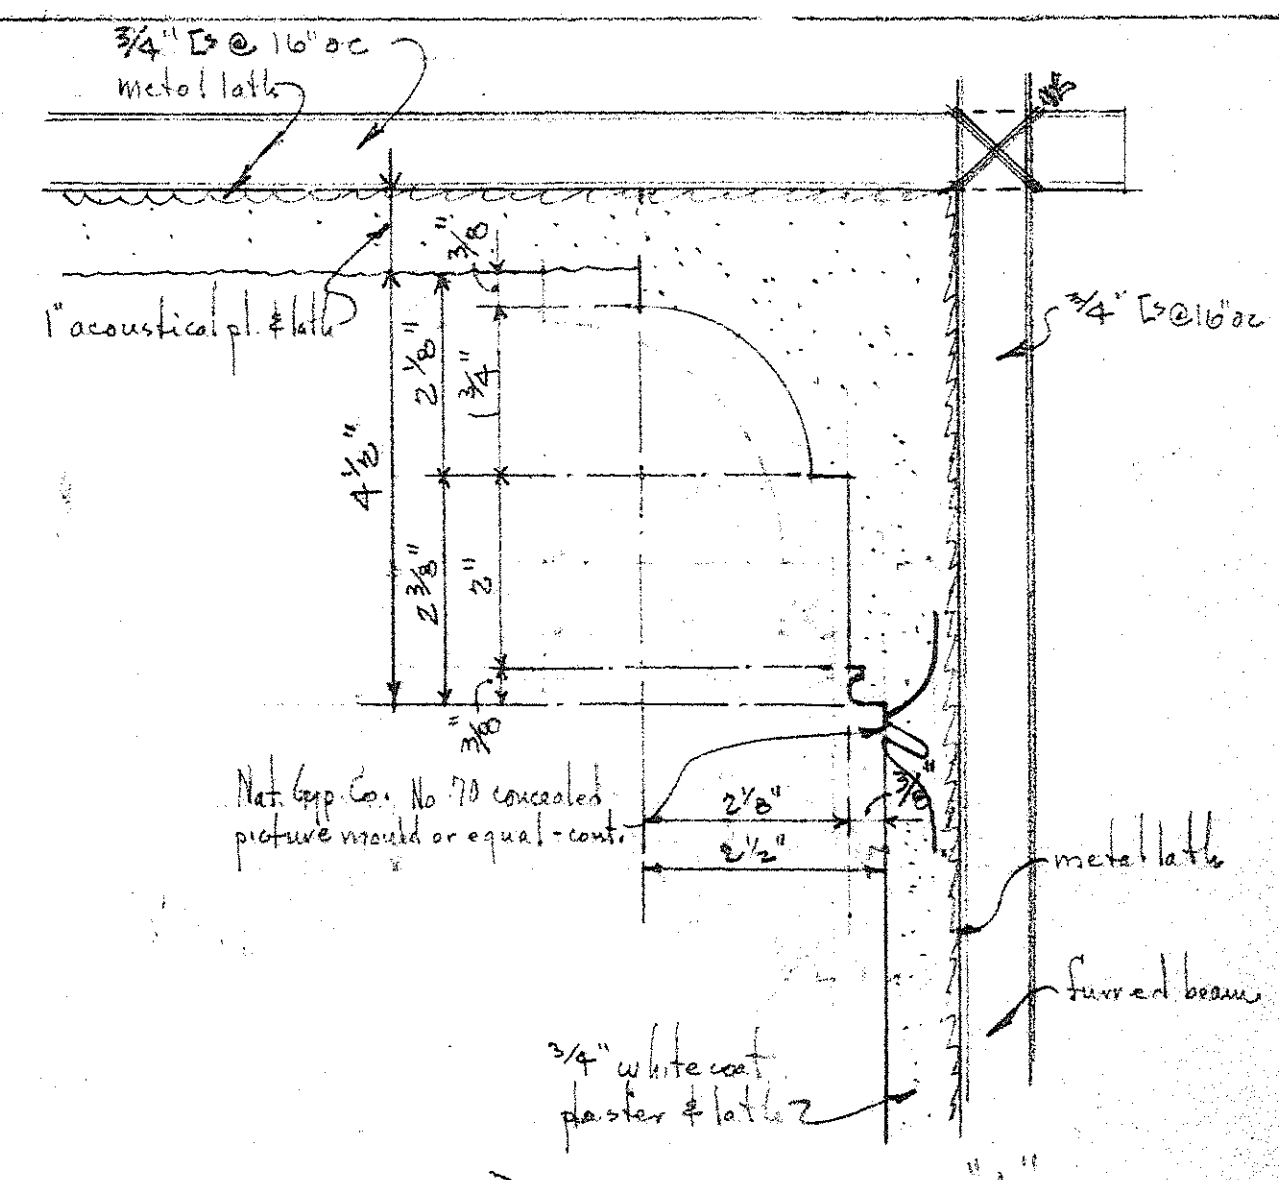 3/4" [s @ 16" oc
metal lath
3/8"
1" acoustical pl. & lath
3/4" [s @ 16" oc
2 1/8"
1 3/4"
4 1/2"
2 3/8"
2"
3/8"
Nat. Gyp. Co. No 70 concealed
picture mould or equal - cont.
2 1/8"
3/8"
2 1/2"
metal lath
furred beam
3/4" white coat
plaster & lath